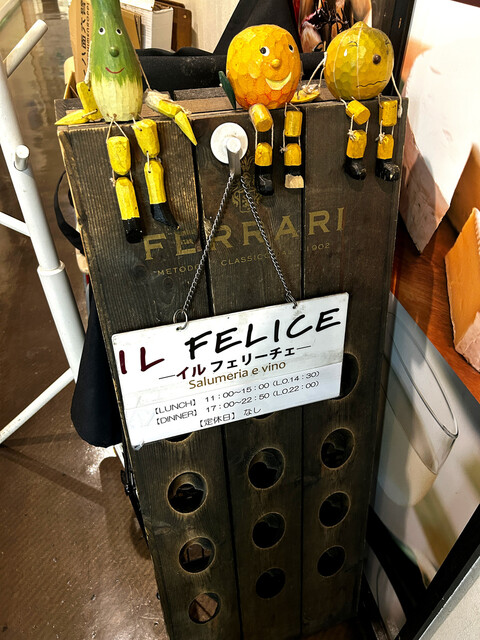 FERRARI
"METODO CLASSICO" 1902
IL FELICE
―イル フェリーチェ―
Salumeria e vino
【LUNCH】 11:00～15:00 (L.O.14:30)
【DINNER】 17:00～22:50 (L.O.22:00)
【定休日】 なし